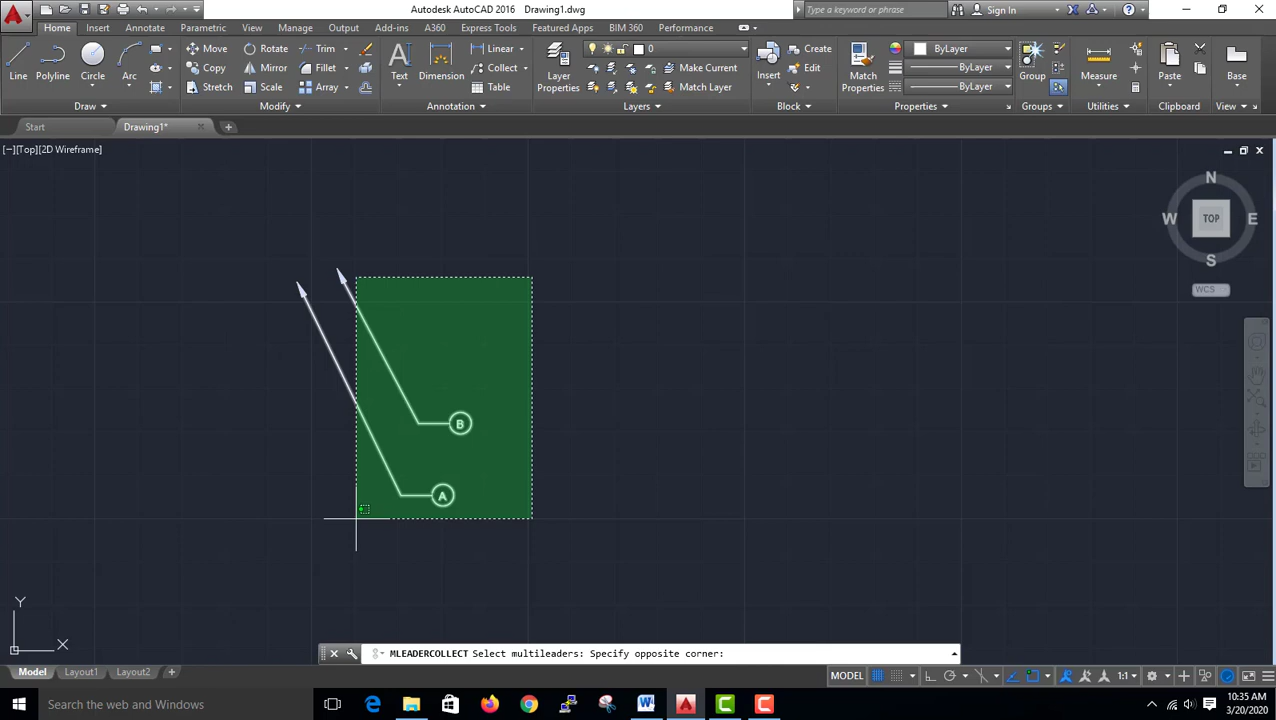 Autodesk AutoCAD 2016 Drawing1.dwg
Type a keyword or phrase
Sign In
Home Insert Annotate Parametric View Manage Output Add-ins A360 Express Tools Featured Apps BIM 360 Performance
Line Polyline Circle Arc
Move Rotate Trim
Copy Mirror Fillet
Stretch Scale Array
Text Dimension
Linear
Collect
Table
Layer Properties
0
Make Current
Match Layer
Insert
Create
Edit
Match Properties
ByLayer
ByLayer
ByLayer
Group
Measure
Paste
Base
Draw Modify Annotation Layers Block Properties Groups Utilities Clipboard View
Start Drawing1*
[−][Top][2D Wireframe]
N
W TOP E
S
WCS
B
A
Y
X
MLEADERCOLLECT Select multileaders: Specify opposite corner:
Model Layout1 Layout2
MODEL
1:1
Search the web and Windows
10:35 AM
3/20/2020